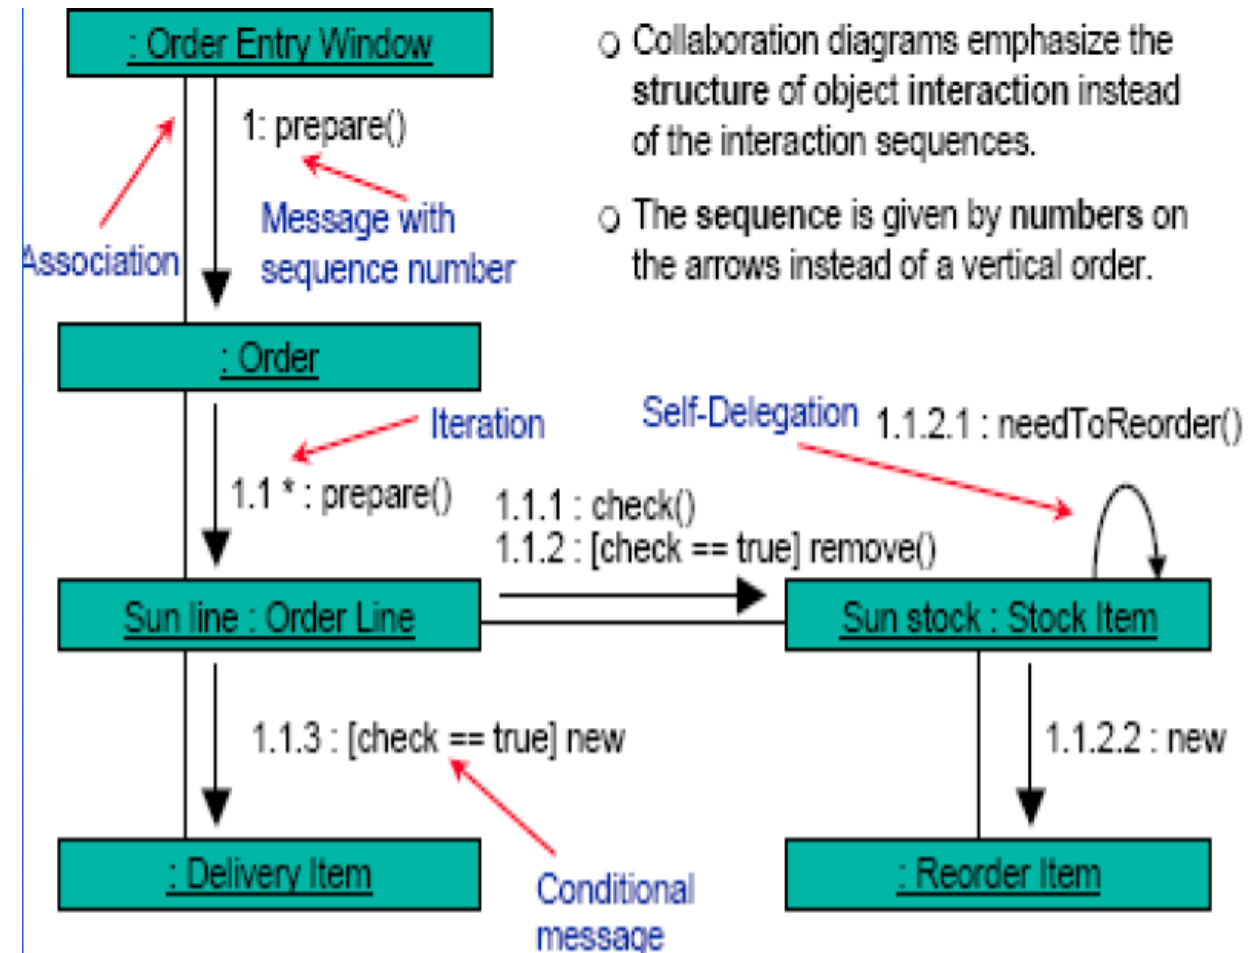 : Order Entry Window
1: prepare()
Message with
sequence number
Association
: Order
Iteration
1.1 * : prepare()
○ Collaboration diagrams emphasize the
structure of object interaction instead
of the interaction sequences.
○ The sequence is given by numbers on
the arrows instead of a vertical order.
Self-Delegation
1.1.2.1 : needToReorder()
1.1.1 : check()
1.1.2 : [check == true] remove()
Sun line : Order Line
Sun stock : Stock Item
1.1.3 : [check == true] new
1.1.2.2 : new
: Delivery Item
: Reorder Item
Conditional
message